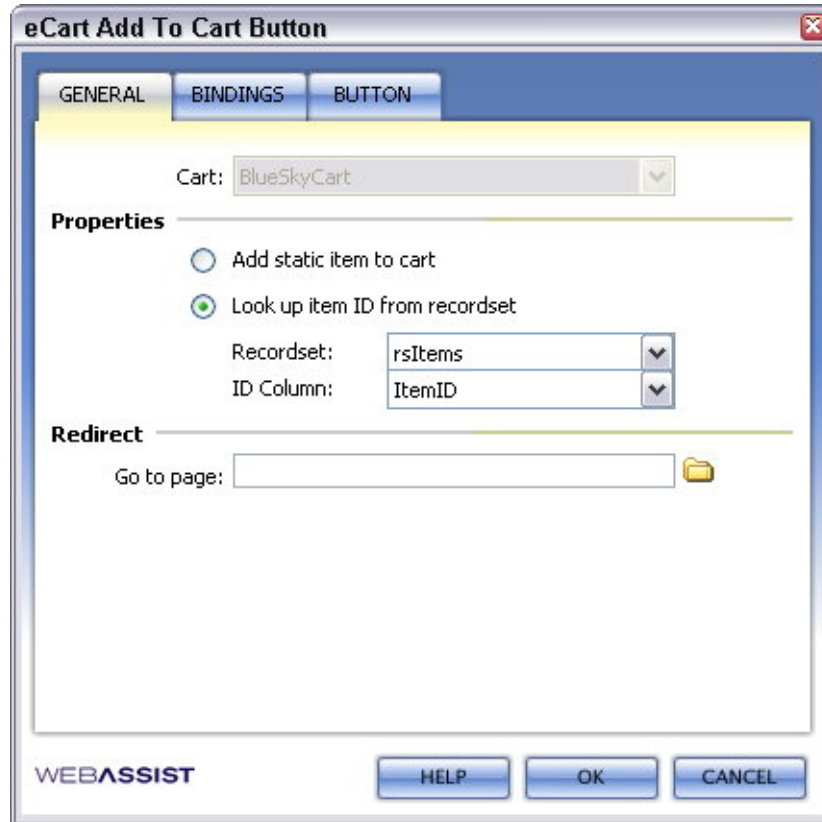 eCart Add To Cart Button
GENERAL BINDINGS BUTTON
Cart: BlueSkyCart
Properties
Add static item to cart
Look up item ID from recordset
Recordset: rsItems
ID Column: ItemID
Redirect
Go to page:
WEBASSIST HELP OK CANCEL